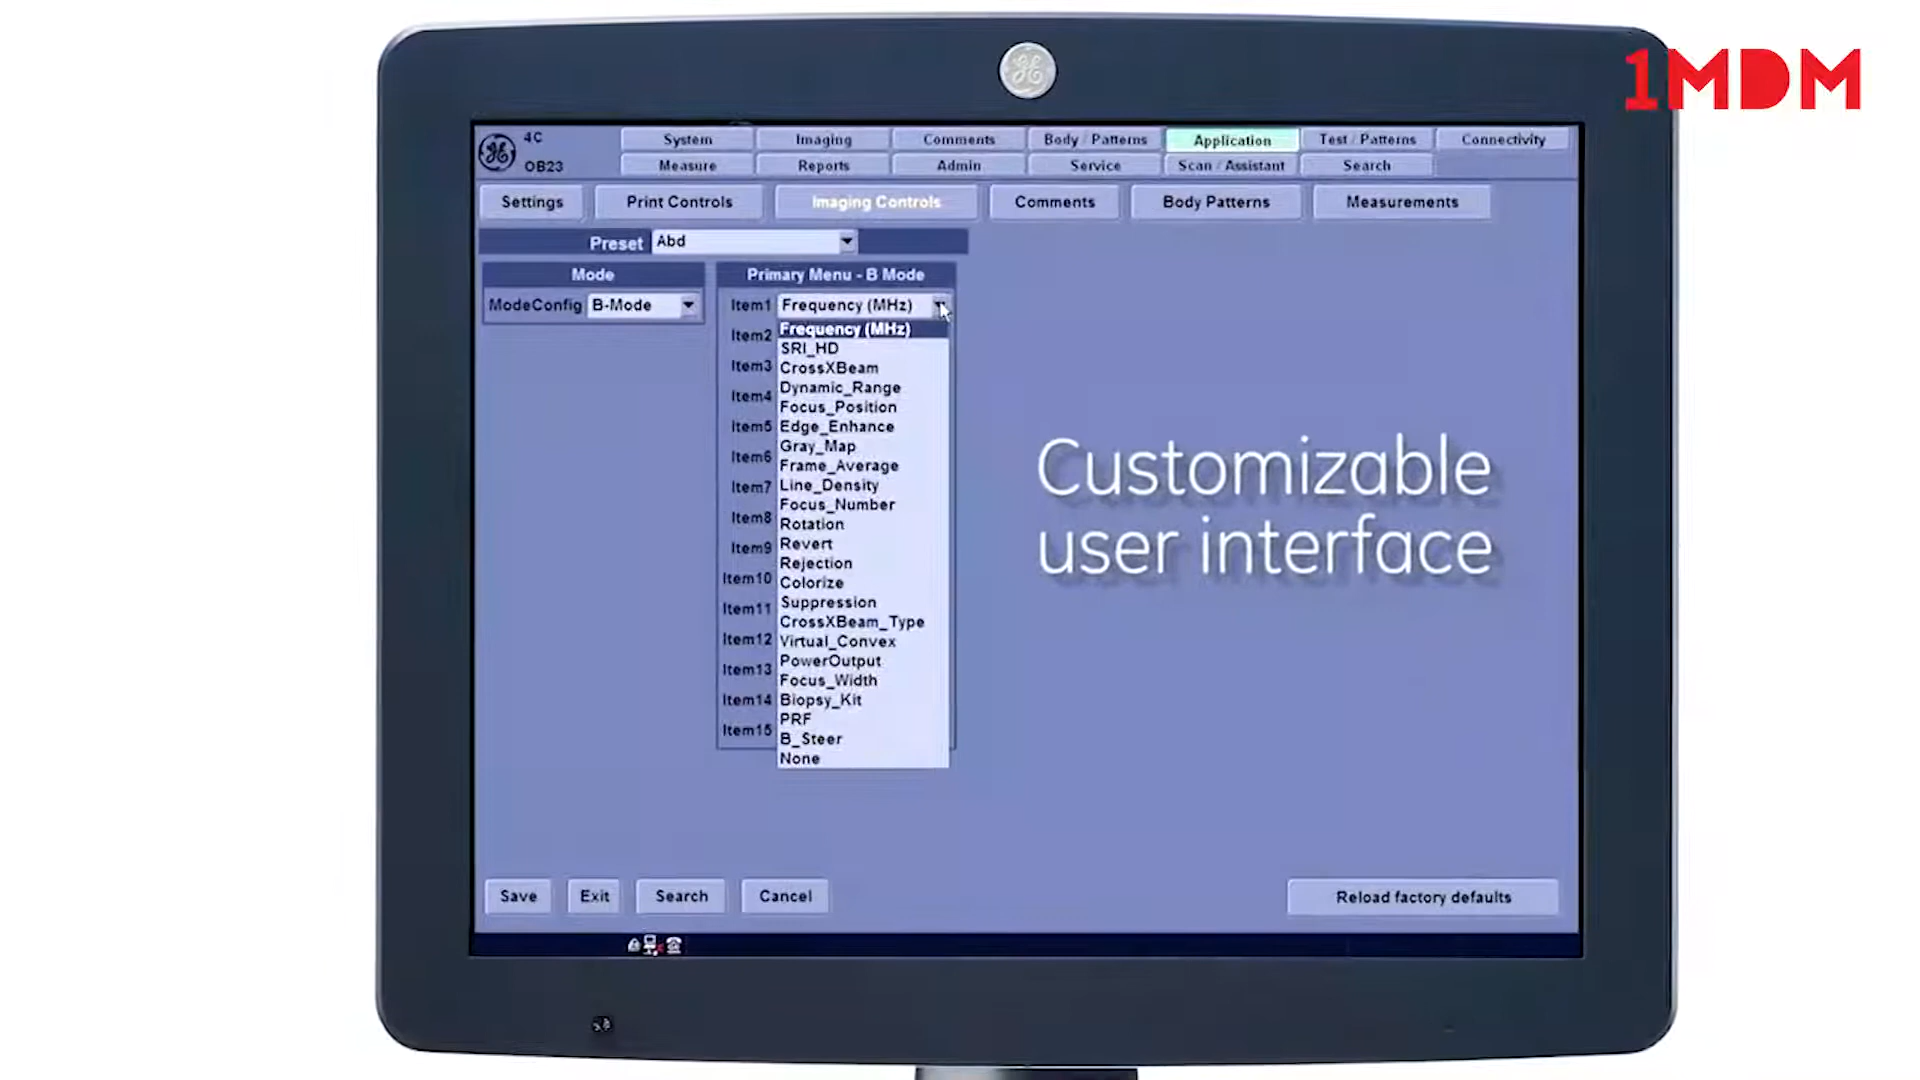 1MDM
4C
System
Imaging
Comments
Body / Patterns
Application
Test / Patterns
Connectivity
OB23
Measure
Reports
Admin
Service
Scan / Assistant
Search
Settings
Print Controls
Imaging Controls
Comments
Body Patterns
Measurements
Preset Abd
Mode
Primary Menu - B Mode
ModeConfig B-Mode
Item1 Frequency (MHz)
Frequency (MHz)
Item2
SRI_HD
Item3 CrossXBeam
Dynamic_Range
Item4
Focus_Position
Item5 Edge_Enhance
Gray_Map
Item6
Frame_Average
Item7 Line_Density
Focus_Number
Item8
Rotation
Item9 Revert
Rejection
Item10
Colorize
Item11 Suppression
CrossXBeam_Type
Item12 Virtual_Convex
PowerOutput
Item13
Focus_Width
Item14 Biopsy_Kit
PRF
Item15
B_Steer
None
Customizable
user interface
Save
Exit
Search
Cancel
Reload factory defaults